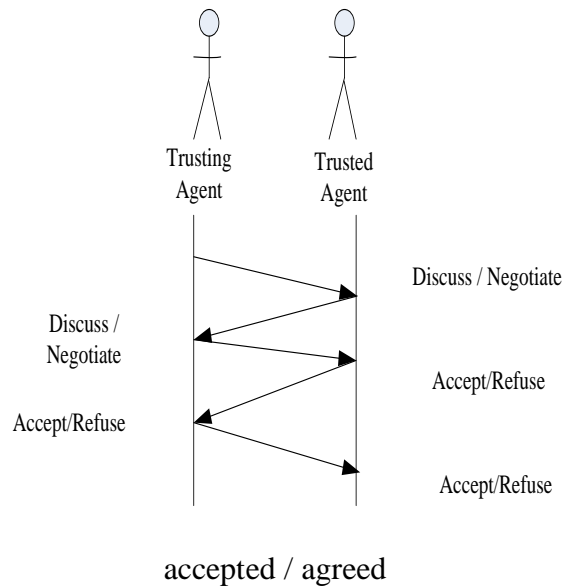 Trusting
Agent
Trusted
Agent
Discuss / Negotiate
Discuss /
Negotiate
Accept/Refuse
Accept/Refuse
Accept/Refuse
accepted / agreed